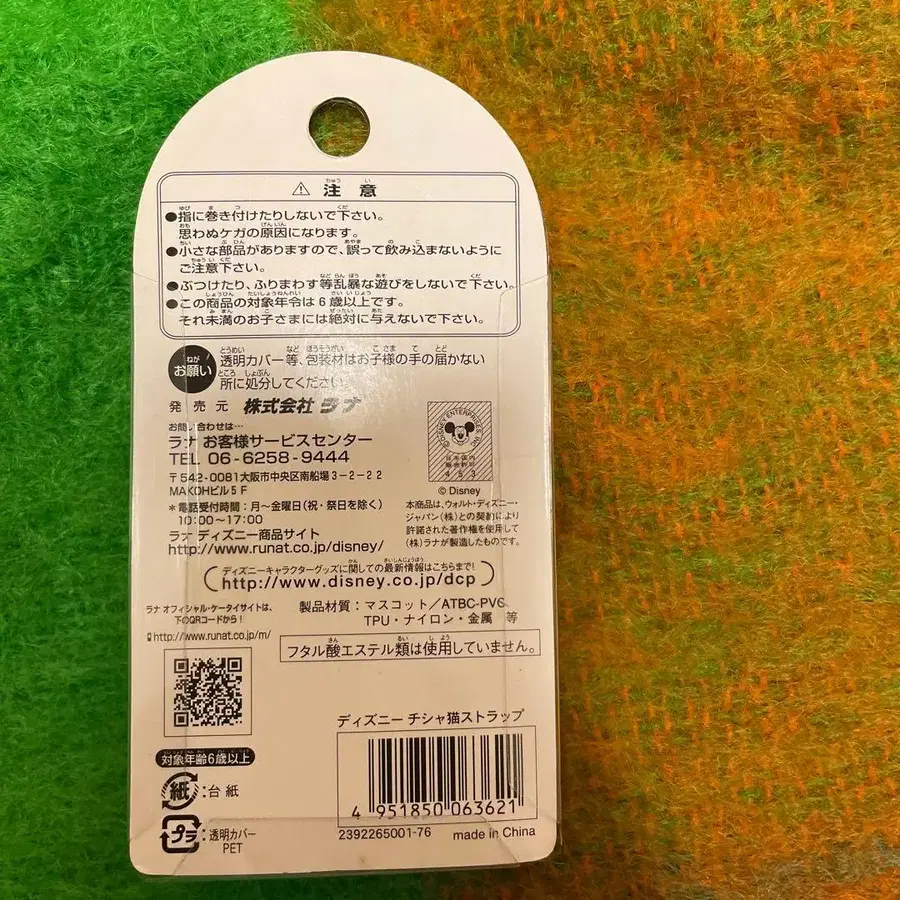 ⚠ 注意
●指に巻き付けたりしないで下さい。
思わぬケガの原因になります。
●小さな部品がありますので、誤って飲み込まないように
ご注意下さい。
●ぶつけたり、ふりまわす等乱暴な遊びをしないで下さい。
●この商品の対象年令は6歳以上です。
それ未満のお子さまには絶対に与えないで下さい。
お願い 透明カバー等、包装材はお子様の手の届かない
所に処分してください。
発売元 株式会社 ラナ
お問い合わせは…
ラナ お客様サービスセンター
TEL 06-6258-9444
〒542-0081大阪市中央区南船場3-2-22
MAKOHビル5F
*電話受付時間:月～金曜日(祝・祭日を除く)
10:00～17:00
ラナ ディズニー商品サイト
http://www.runat.co.jp/disney/
©DISNEY ENTERPRISES INC.
日本国内
販売許可
453
© Disney
本商品は、ウォルト・ディズニー・
ジャパン(株)との契約により
許諾された著作権を使用して
(株)ラナが製造したものです。
ディズニーキャラクターグッズに関しての最新情報はこちらまで!
http://www.disney.co.jp/dcp
ラナ オフィシャル・ケータイサイトは、
下のQRコードから!
http://www.runat.co.jp/m/
製品材質:マスコット/ATBC-PVC
TPU・ナイロン・金属 等
フタル酸エステル類は使用していません。
ディズニー チシャ猫ストラップ
4 951850 063621
2392265001-76 made in China
対象年齢6歳以上
紙:台紙
プラ:透明カバー
PET